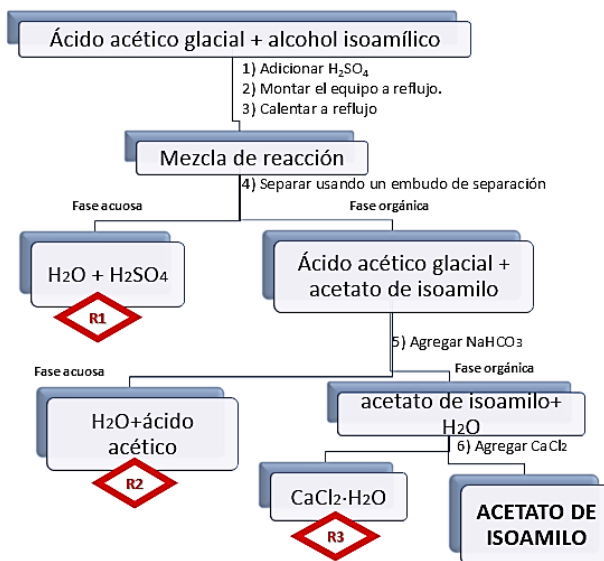 Ácido acético glacial + alcohol isoamílico
1) Adicionar H₂SO₄
2) Montar el equipo a reflujo.
3) Calentar a reflujo
Mezcla de reacción
4) Separar usando un embudo de separación
Fase acuosa
Fase orgánica
H₂O + H₂SO₄
R1
Ácido acético glacial +
acetato de isoamilo
5) Agregar NaHCO₃
Fase acuosa
Fase orgánica
H₂O+ácido
acético
R2
acetato de isoamilo+
H₂O
6) Agregar CaCl₂
CaCl₂·H₂O
R3
ACETATO DE
ISOAMILO